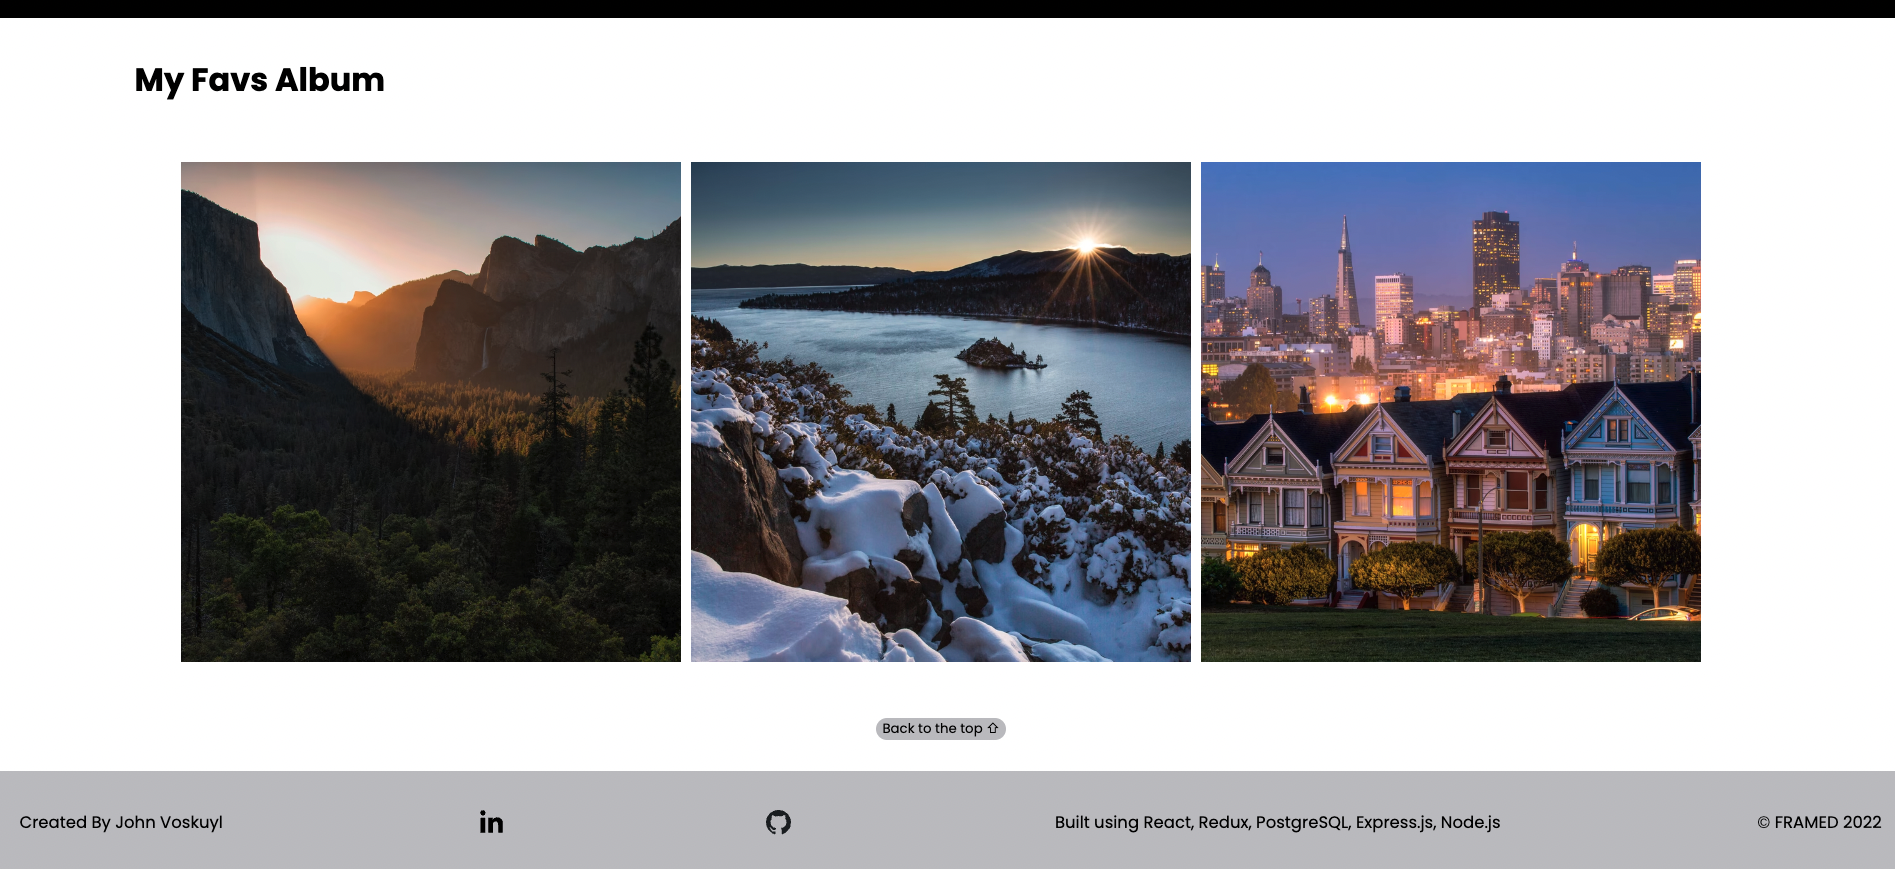 My Favs Album
Back to the top ⇧
Created By John Voskuyl
in
Built using React, Redux, PostgreSQL, Express.js, Node.js
© FRAMED 2022